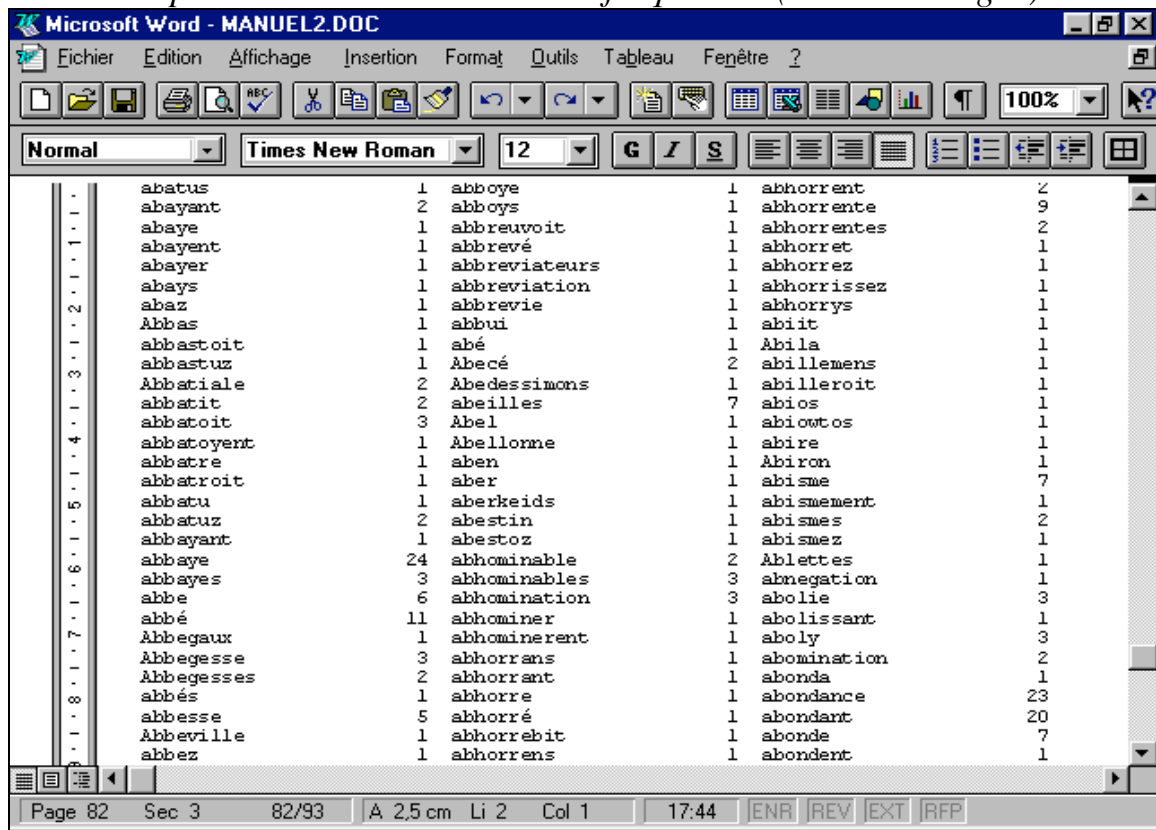 Microsoft Word - MANUEL2.DOC
Fichier Edition Affichage Insertion Format Outils Tableau Fenêtre ?
ABC 100%
Normal Times New Roman 12 G I S
abatus 1 abboye 1 abhorrent 2
abayant 2 abboys 1 abhorrente 9
abaye 1 abbreuvoit 1 abhorrentes 2
abayent 1 abbrevé 1 abhorret 1
abayer 1 abbreviateurs 1 abhorrez 1
abays 1 abbreviation 1 abhorrissez 1
abaz 1 abbrevie 1 abhorrys 1
Abbas 1 abbui 1 abiit 1
abbastoit 1 abé 1 Abila 1
abbastuz 1 Abecé 2 abillemens 1
Abbatiale 2 Abedessimons 1 abilleroit 1
abbatit 2 abeilles 7 abios 1
abbatoit 3 Abel 1 abiowtos 1
abbatoyent 1 Abellonne 1 abire 1
abbatre 1 aben 1 Abiron 1
abbatroit 1 aber 1 abisme 7
abbatu 1 aberkeids 1 abismement 1
abbatuz 2 abestin 1 abismes 2
abbayant 1 abestoz 1 abismez 1
abbaye 24 abhominable 2 Ablettes 1
abbayes 3 abhominables 3 abnegation 1
abbe 6 abhomination 3 abolie 3
abbé 11 abhominer 1 abolissant 1
Abbegaux 1 abhominerent 1 aboly 3
Abbegesse 3 abhorrans 1 abomination 2
Abbegesses 2 abhorrant 1 abonda 1
abbés 1 abhorre 1 abondance 23
abbesse 5 abhorré 1 abondant 20
Abbeville 1 abhorrebit 1 abonde 7
abbez 1 abhorrens 1 abondent 1
Page 82 Sec 3 82/93 A 2,5 cm Li 2 Col 1 17:44 ENR REV EXT RFP